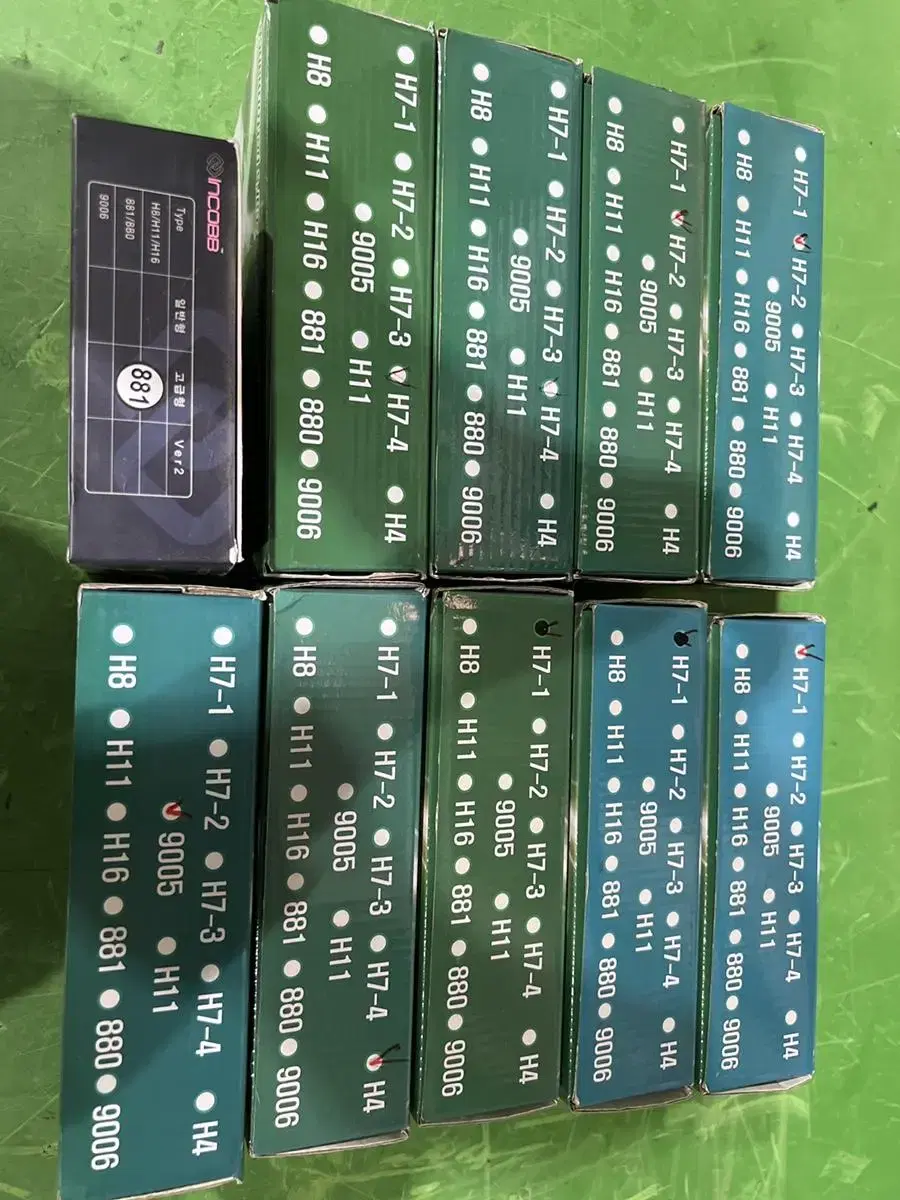 INCOBB
Type 일반형 고급형 Ver2
H8/H11/H16
881/880 881
9006
H7-1 H7-2 H7-3 H7-4 H4
9005 H11
H8 H11 H16 881 880 9006
H7-1 H7-2 H7-3 H7-4 H4
9005 H11
H8 H11 H16 881 880 9006
H7-1 H7-2 H7-3 H7-4 H4
9005 H11
H8 H11 H16 881 880 9006
H7-1 H7-2 H7-3 H7-4 H4
9005 H11
H8 H11 H16 881 880 9006
H7-1 H7-2 H7-3 H7-4 H4
9005 H11
H8 H11 H16 881 880 9006
H7-1 H7-2 H7-3 H7-4 H4
9005 H11
H8 H11 H16 881 880 9006
H7-1 H7-2 H7-3 H7-4 H4
9005 H11
H8 H11 H16 881 880 9006
H7-1 H7-2 H7-3 H7-4 H4
9005 H11
H8 H11 H16 881 880 9006
H7-1 H7-2 H7-3 H7-4 H4
9005 H11
H8 H11 H16 881 880 9006